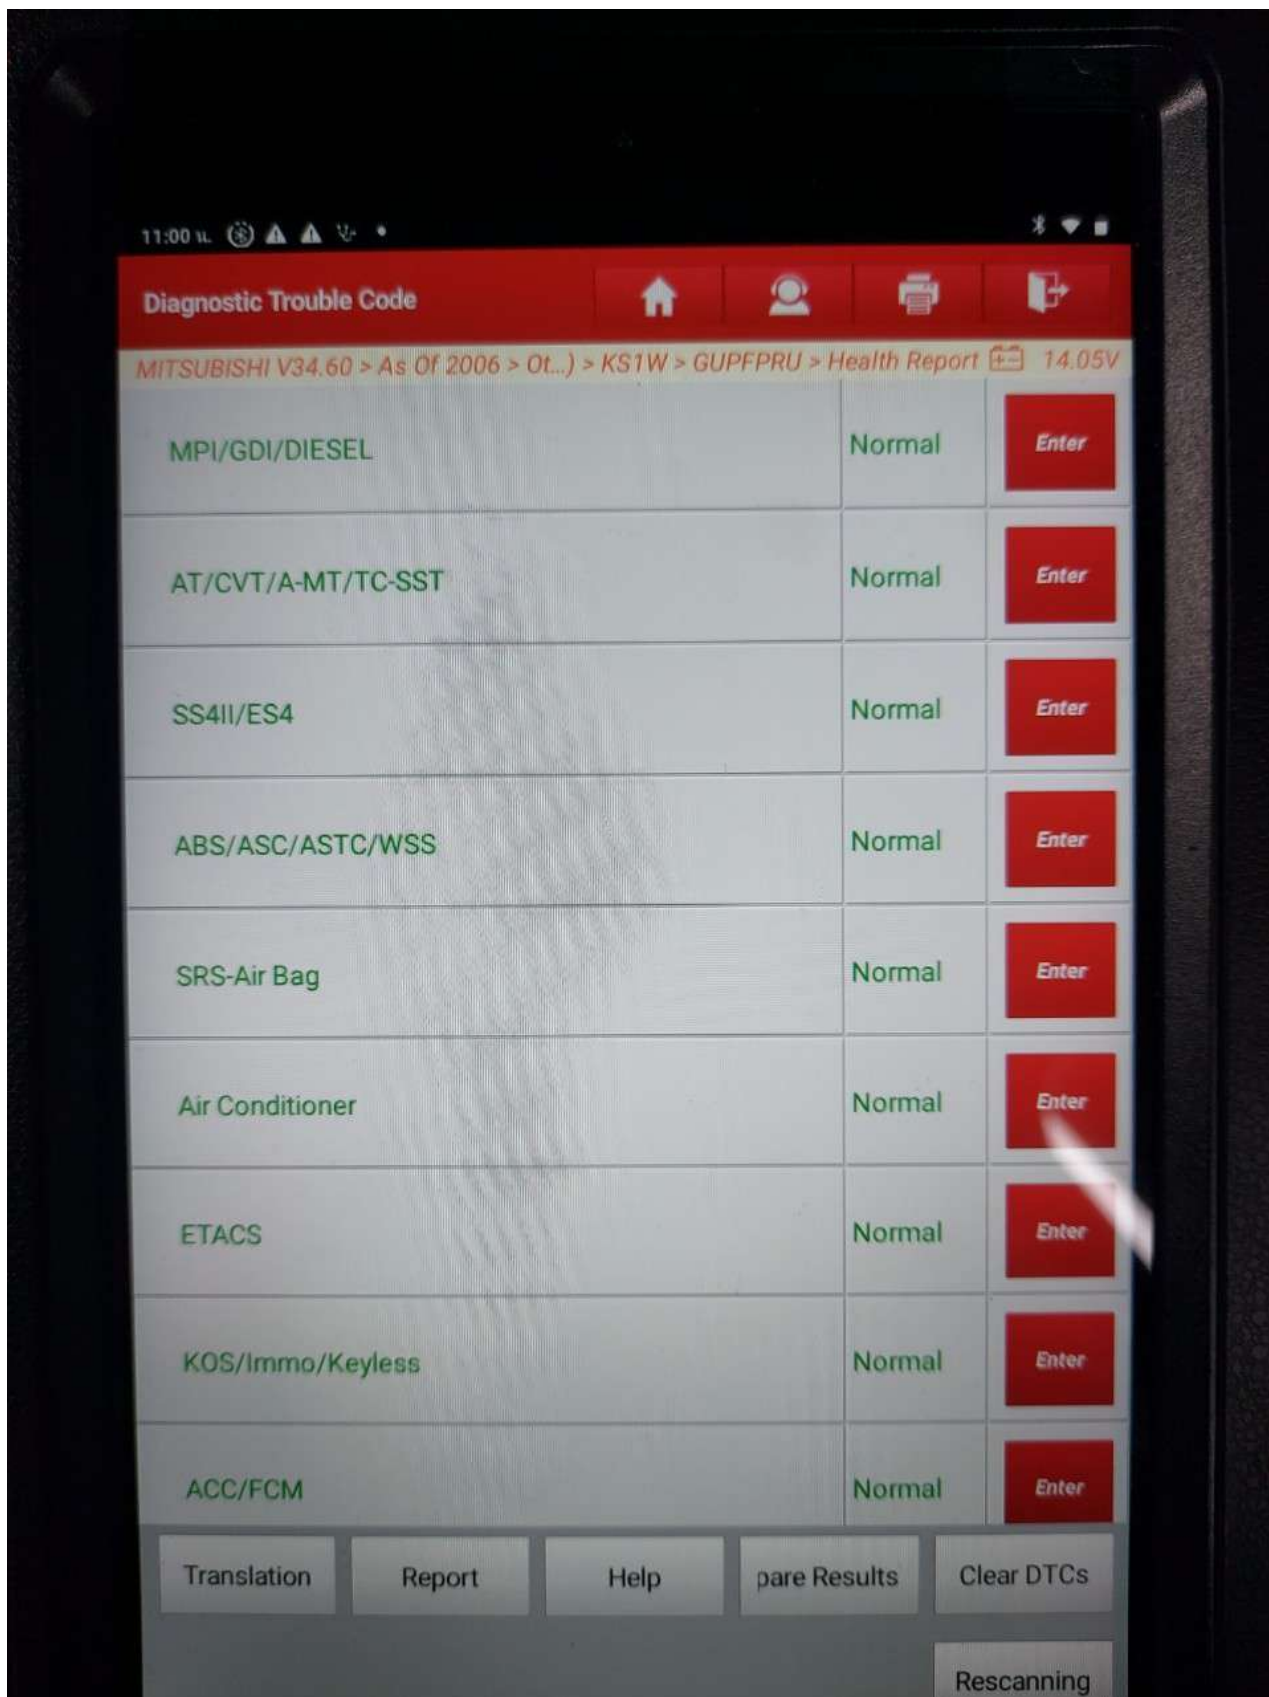 11:00 น.
Diagnostic Trouble Code
MITSUBISHI V34.60 > As Of 2006 > Ot...) > KS1W > GUPFPRU > Health Report 14.05V
MPI/GDI/DIESEL Normal Enter
AT/CVT/A-MT/TC-SST Normal Enter
SS4II/ES4 Normal Enter
ABS/ASC/ASTC/WSS Normal Enter
SRS-Air Bag Normal Enter
Air Conditioner Normal Enter
ETACS Normal Enter
KOS/Immo/Keyless Normal Enter
ACC/FCM Normal Enter
Translation Report Help pare Results Clear DTCs
Rescanning